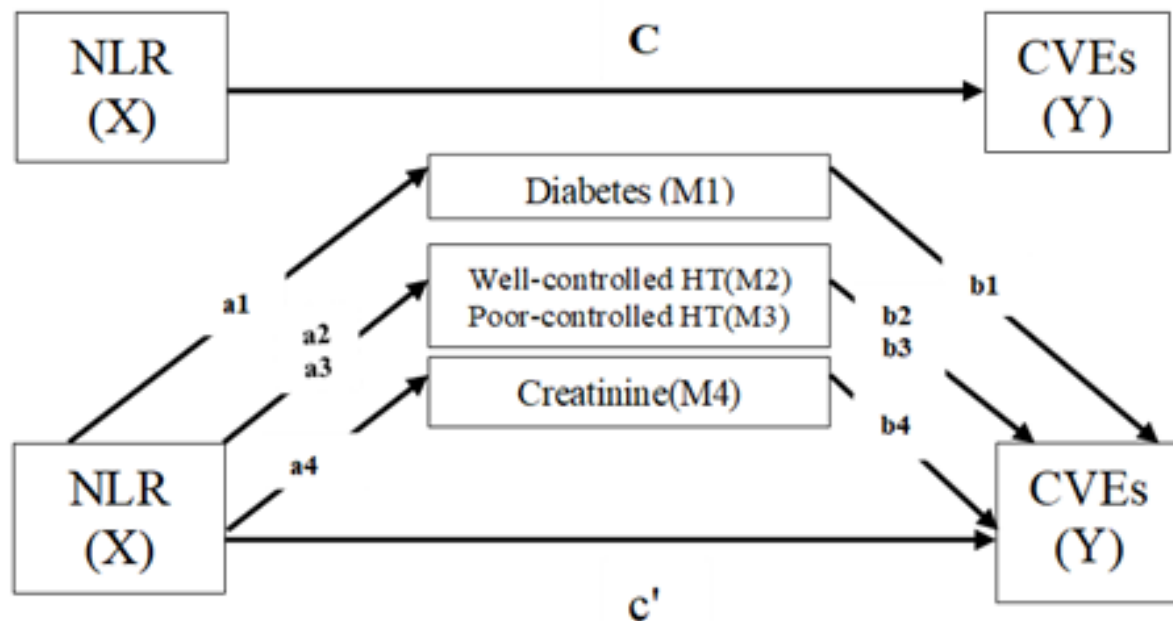 NLR
(X)
C
CVEs
(Y)
Diabetes (M1)
Well-controlled HT(M2)
Poor-controlled HT(M3)
Creatinine(M4)
a1
a2
a3
a4
b1
b2
b3
b4
NLR
(X)
CVEs
(Y)
c'